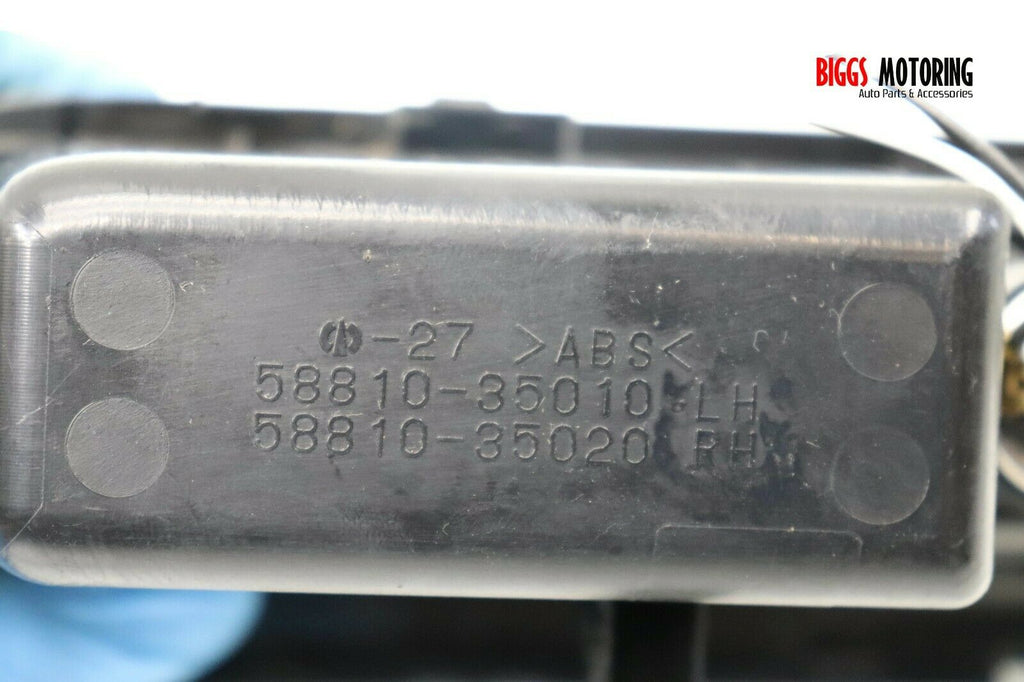 BIGGS MOTORING
Auto Parts & Accessories
-27 >ABS<
58810-35010 LH
58810-35020 RH